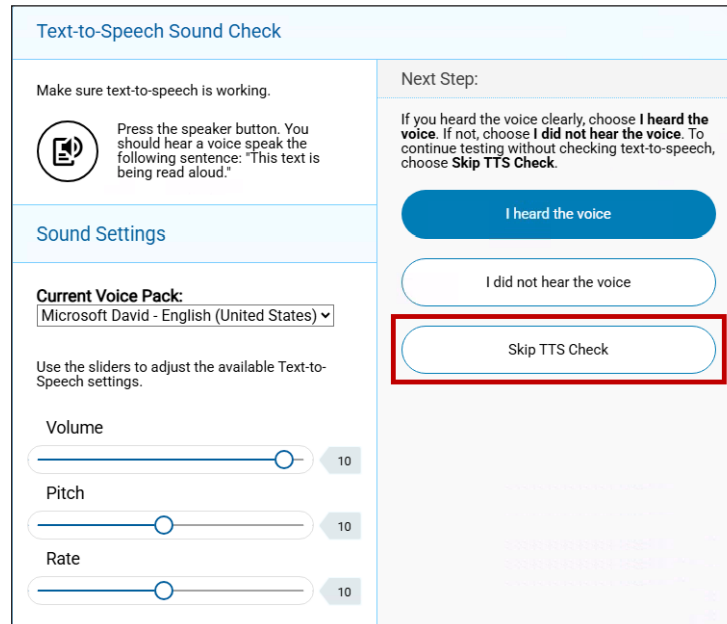 Text-to-Speech Sound Check
Make sure text-to-speech is working.
Press the speaker button. You
should hear a voice speak the
following sentence: "This text is
being read aloud."
Sound Settings
Current Voice Pack:
Microsoft David - English (United States)
Use the sliders to adjust the available Text-to-
Speech settings.
Volume
10
Pitch
10
Rate
10
Next Step:
If you heard the voice clearly, choose I heard the
voice. If not, choose I did not hear the voice. To
continue testing without checking text-to-speech,
choose Skip TTS Check.
I heard the voice
I did not hear the voice
Skip TTS Check